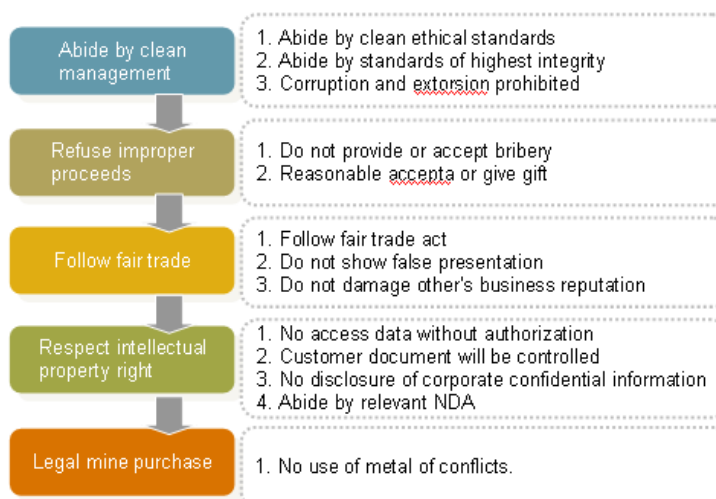 Abide by clean
management
1. Abide by clean ethical standards
2. Abide by standards of highest integrity
3. Corruption and extorsion prohibited
Refuse improper
proceeds
1. Do not provide or accept bribery
2. Reasonable accepta or give gift
Follow fair trade
1. Follow fair trade act
2. Do not show false presentation
3. Do not damage other's business reputation
Respect intellectual
property right
1. No access data without authorization
2. Customer document will be controlled
3. No disclosure of corporate confidential information
4. Abide by relevant NDA
Legal mine purchase
1. No use of metal of conflicts.